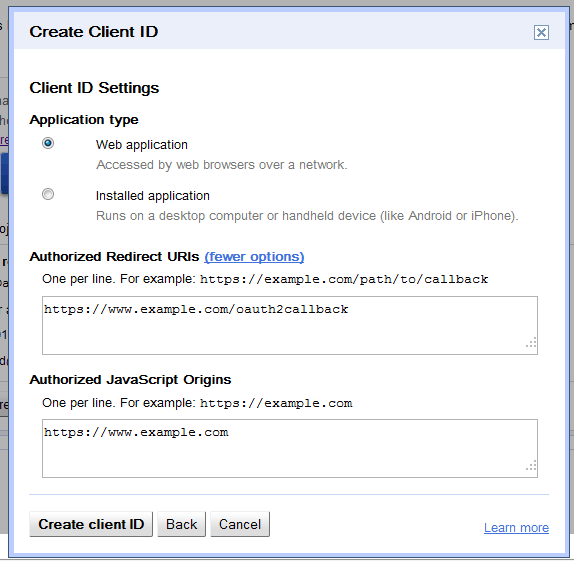 Create Client ID
Client ID Settings
Application type
Web application
Accessed by web browsers over a network.
Installed application
Runs on a desktop computer or handheld device (like Android or iPhone).
Authorized Redirect URIs (fewer options)
One per line. For example: https://example.com/path/to/callback
https://www.example.com/oauth2callback
Authorized JavaScript Origins
One per line. For example: https://example.com
https://www.example.com
Create client ID Back Cancel Learn more